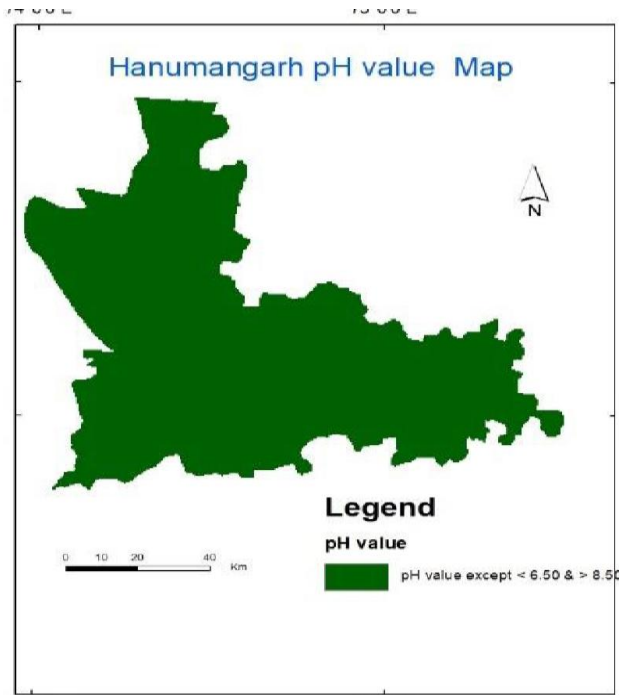 Hanumangarh pH value Map
N
Legend
pH value
0 10 20 40
Km
pH value except < 6.50 & > 8.50